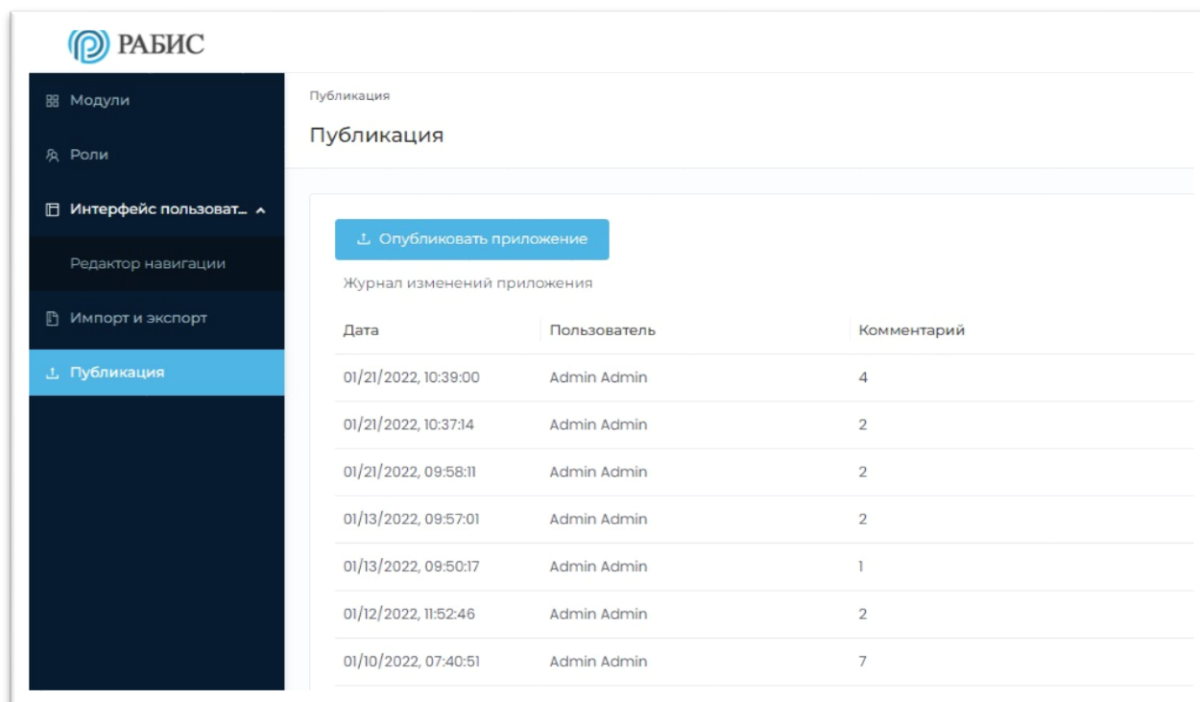 РАБИС
Модули
Роли
Интерфейс пользоват...
Редактор навигации
Импорт и экспорт
Публикация
Публикация
Публикация
Опубликовать приложение
Журнал изменений приложения
Дата Пользователь Комментарий
01/21/2022, 10:39:00 Admin Admin 4
01/21/2022, 10:37:14 Admin Admin 2
01/21/2022, 09:58:11 Admin Admin 2
01/13/2022, 09:57:01 Admin Admin 2
01/13/2022, 09:50:17 Admin Admin 1
01/12/2022, 11:52:46 Admin Admin 2
01/10/2022, 07:40:51 Admin Admin 7